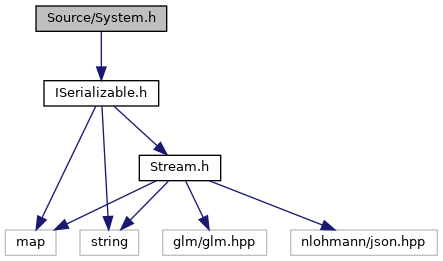 Source/System.h
ISerializable.h
Stream.h
map
string
glm/glm.hpp
nlohmann/json.hpp